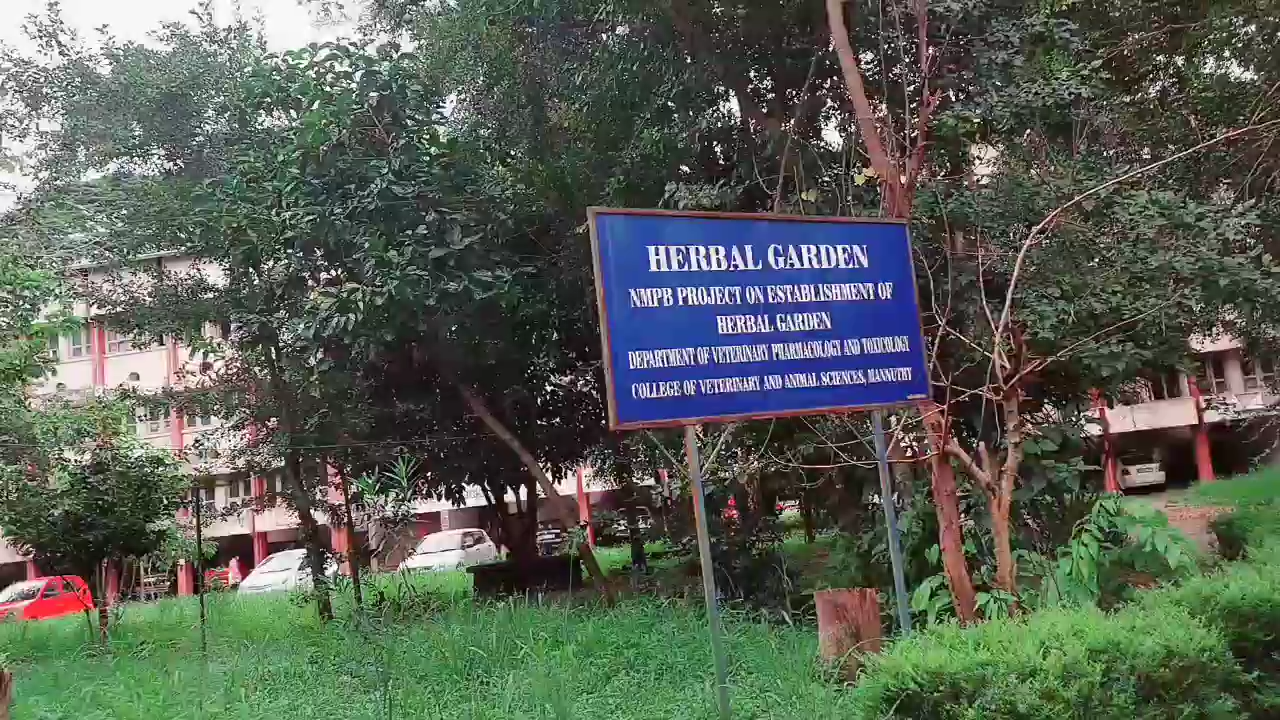 HERBAL GARDEN
NMPB PROJECT ON ESTABLISHMENT OF
HERBAL GARDEN
DEPARTMENT OF VETERINARY PHARMACOLOGY AND TOXICOLOGY
COLLEGE OF VETERINARY AND ANIMAL SCIENCES, MANNUTHY